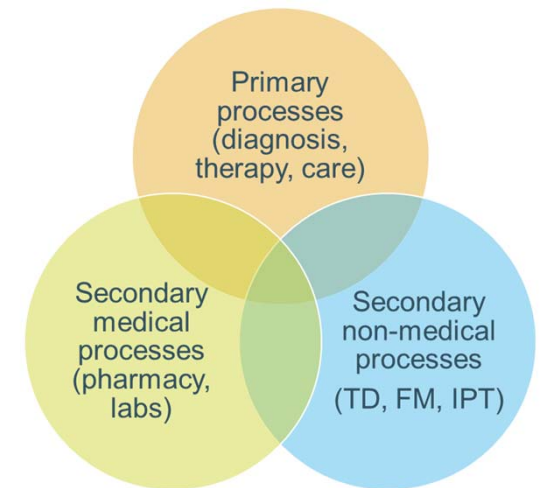 Primary
processes
(diagnosis,
therapy, care)
Secondary
medical
processes
(pharmacy,
labs)
Secondary
non-medical
processes
(TD, FM, IPT)